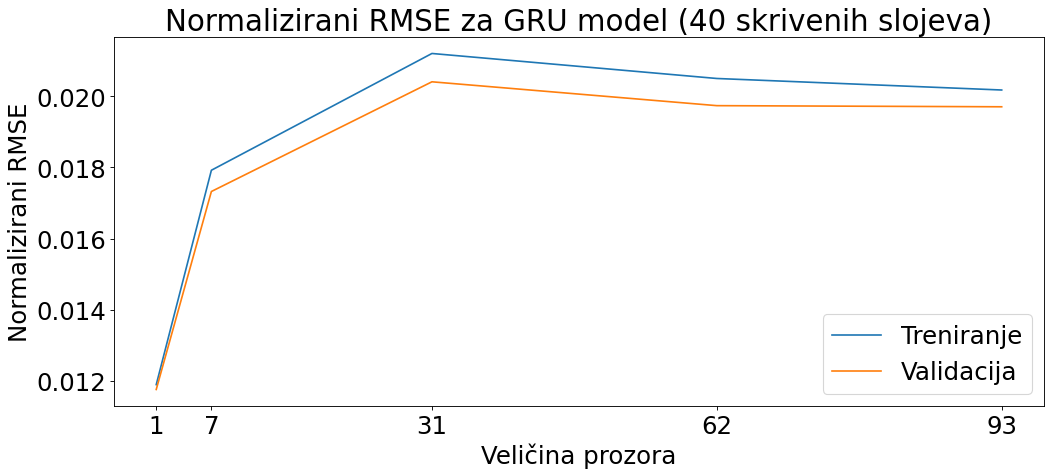 Normalizirani RMSE za GRU model (40 skrivenih slojeva)
Normalizirani RMSE
0.020
0.018
0.016
0.014
0.012
Treniranje
Validacija
1 7 31 62 93
Veličina prozora